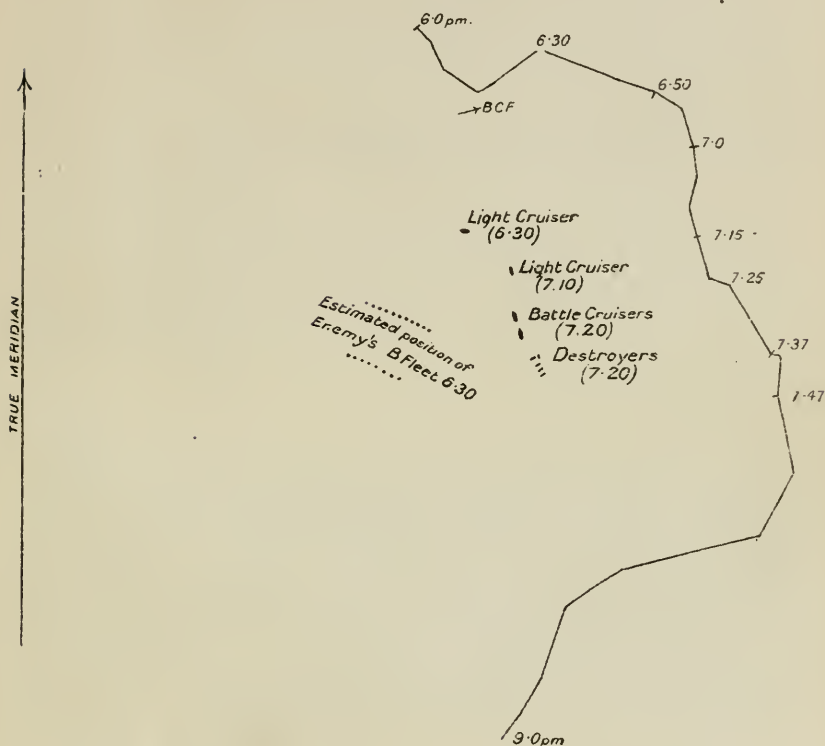 6·0 pm.
6·30
6·50
BCF
7·0
Light Cruiser
(6·30)
7·15
Light Cruiser
(7.10)
7·25
Estimated position of
Enemy's B Fleet 6·30
Battle Cruisers
(7.20)
Destroyers
(7·20)
7·37
7·47
9·0pm
TRUE MERIDIAN